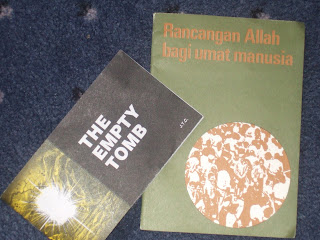 THE
EMPTY
TOMB
J.T.C.
Rancangan Allah
bagi umat manusia